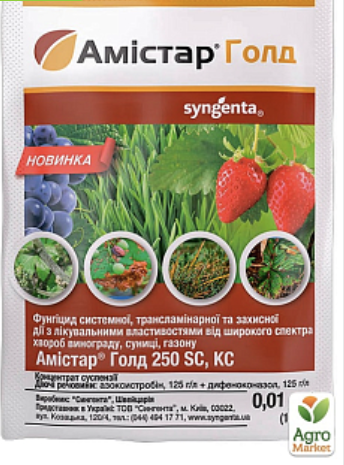 Амістар® Голд
syngenta®
НОВИНКА
Фунгіцид системної, трансламінарної та захисної
дії з лікувальними властивостями від широкого спектра
хвороб винограду, суниці, газону
Амістар® Голд 250 SC, КС
Концентрат суспензії
Діючі речовини: азоксистробін, 125 г/л + дифеноконазол, 125 г/л
Виробник: ®"Сингента", Швейцарія
Представник в Україні: ТОВ "Сингента", м. Київ, 03022,
вул. Козацька, 120/4, тел.: (044) 494 17 71, www.syngenta.ua
0,01
Agro
Market